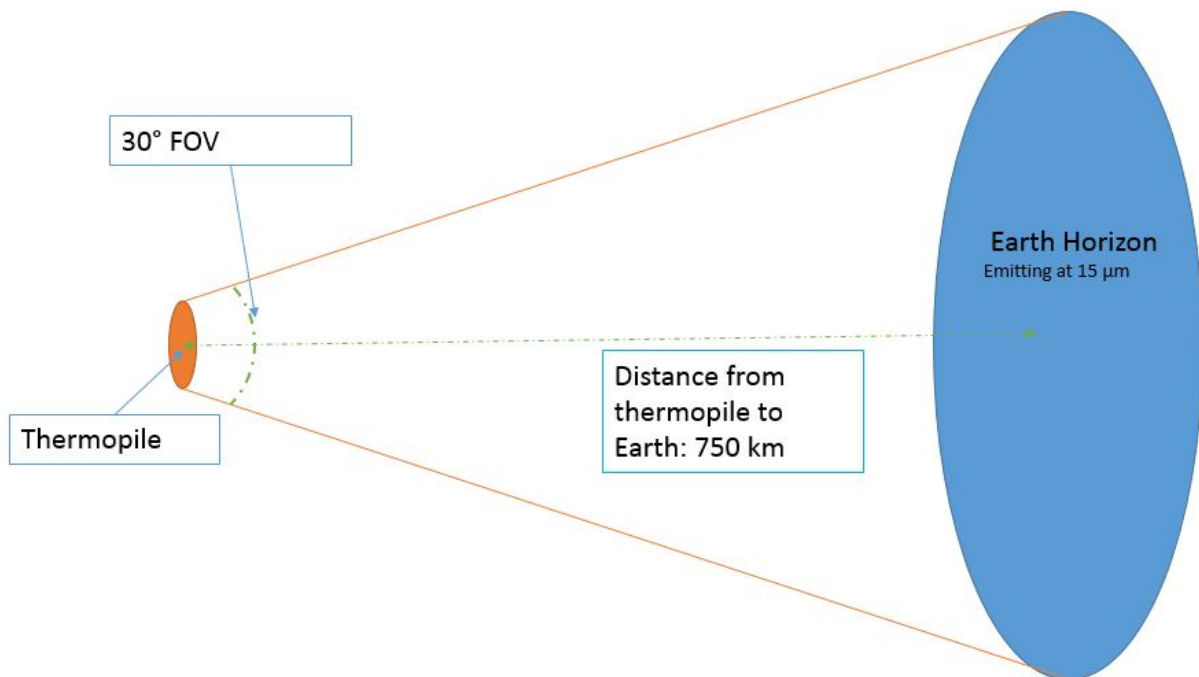 30° FOV
Earth Horizon
Emitting at 15 μm
Distance from
thermopile to
Earth: 750 km
Thermopile